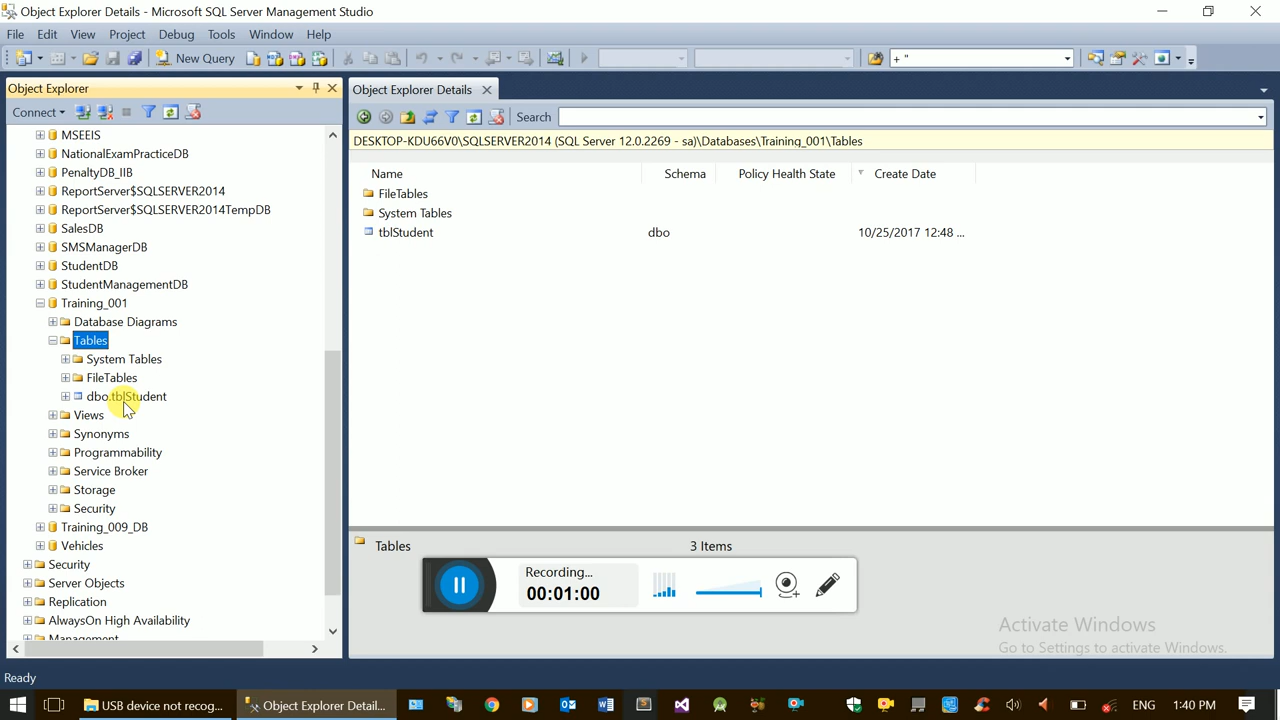 Object Explorer Details - Microsoft SQL Server Management Studio
File Edit View Project Debug Tools Window Help
New Query + "
Object Explorer
Connect
MSEEIS
NationalExamPracticeDB
PenaltyDB_IIB
ReportServer$SQLSERVER2014
ReportServer$SQLSERVER2014TempDB
SalesDB
SMSManagerDB
StudentDB
StudentManagementDB
Training_001
Database Diagrams
Tables
System Tables
FileTables
dbo.tblStudent
Views
Synonyms
Programmability
Service Broker
Storage
Security
Training_009_DB
Vehicles
Security
Server Objects
Replication
AlwaysOn High Availability
Management
Object Explorer Details
Search
DESKTOP-KDU66V0\SQLSERVER2014 (SQL Server 12.0.2269 - sa)\Databases\Training_001\Tables
Name Schema Policy Health State Create Date
FileTables
System Tables
tblStudent dbo 10/25/2017 12:48 ...
Tables 3 Items
Recording...
00:01:00
Activate Windows
Go to Settings to activate Windows.
Ready
USB device not recog... Object Explorer Detail... ENG 1:40 PM